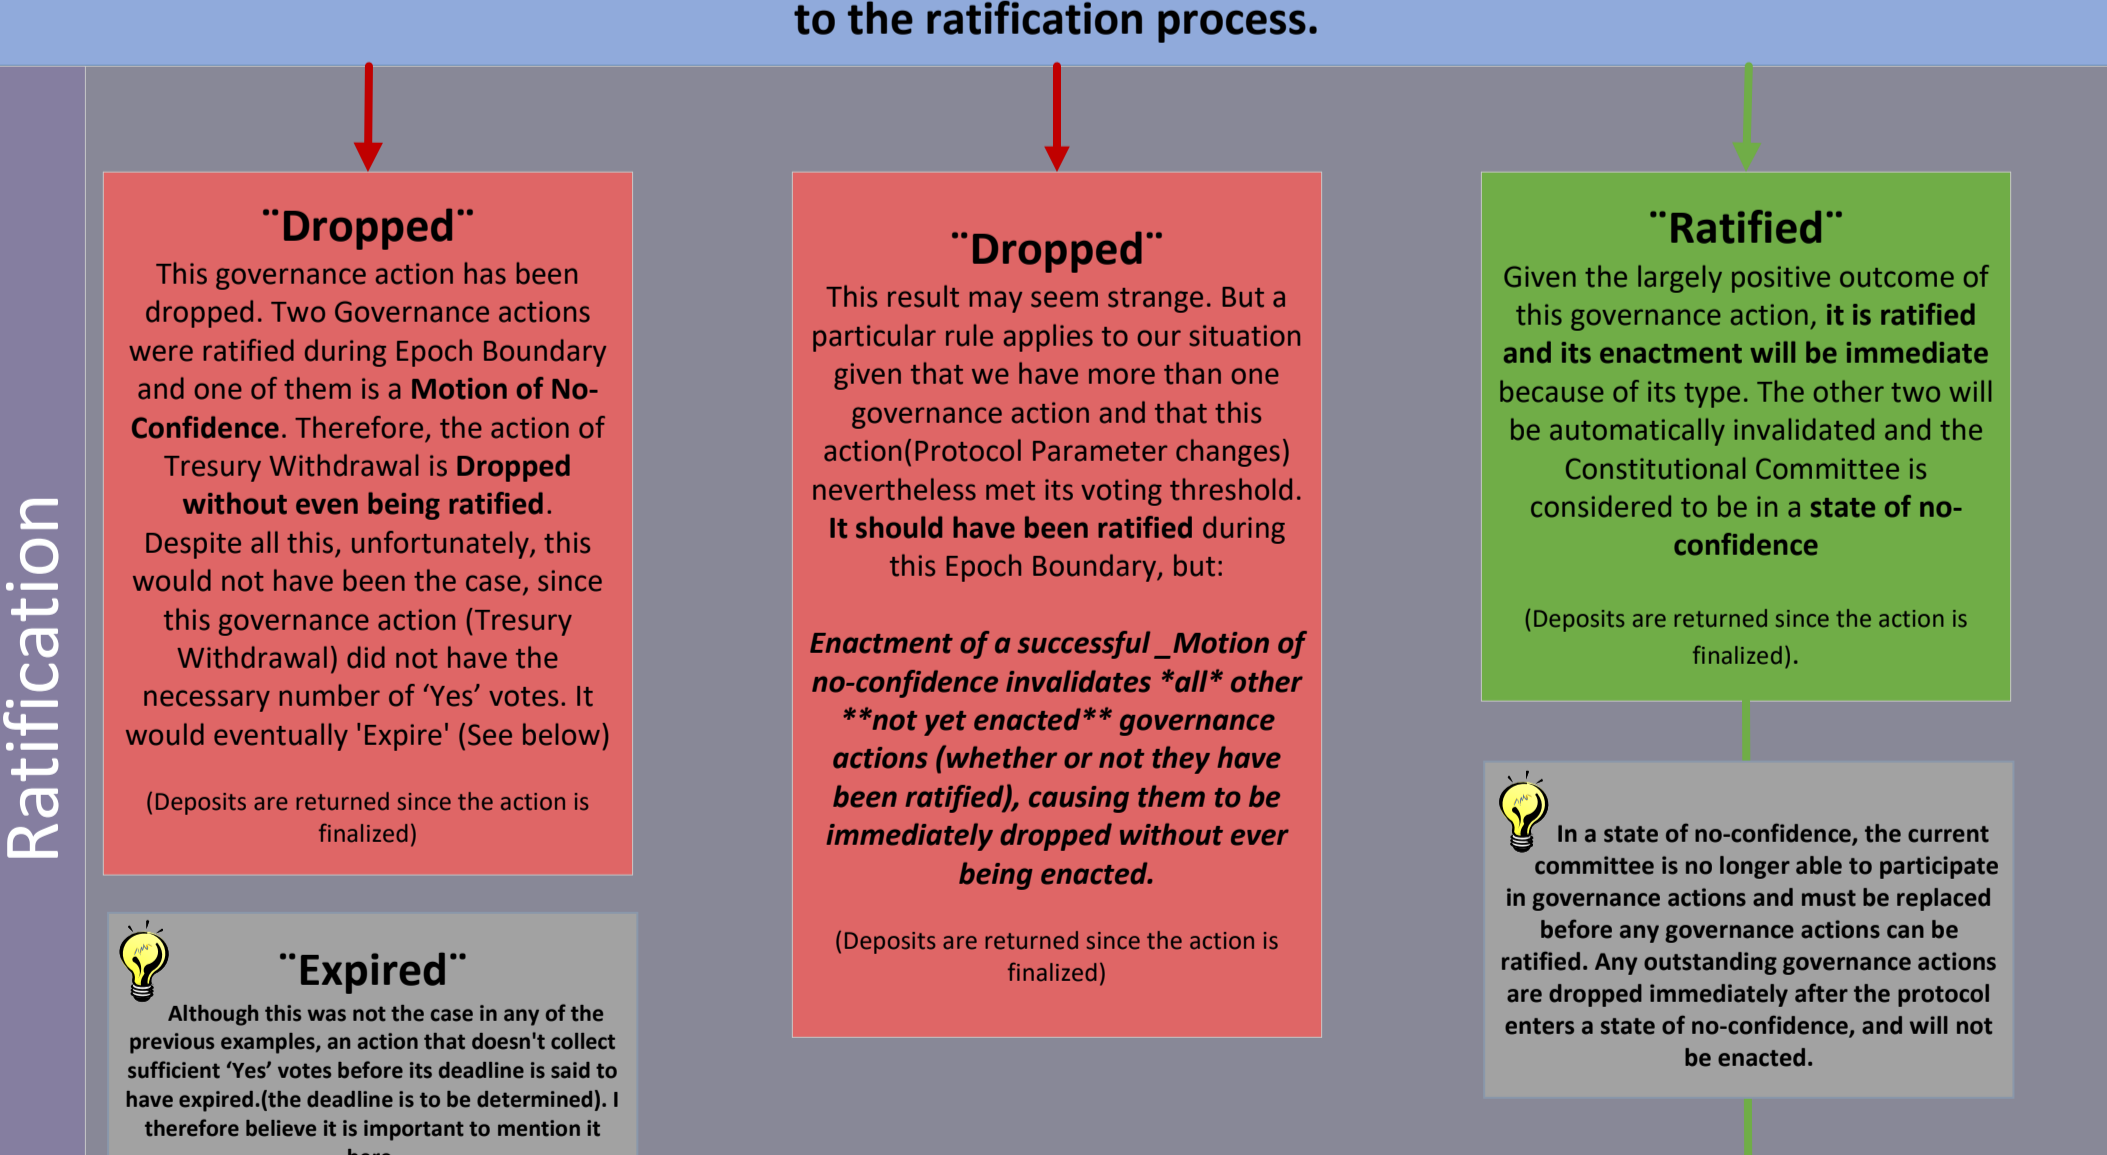 to the ratification process.
Ratification
¨Dropped¨
This governance action has been
dropped. Two Governance actions
were ratified during Epoch Boundary
and one of them is a Motion of No-
Confidence. Therefore, the action of
Tresury Withdrawal is Dropped
without even being ratified.
Despite all this, unfortunately, this
would not have been the case, since
this governance action (Tresury
Withdrawal) did not have the
necessary number of ‘Yes’ votes. It
would eventually 'Expire' (See below)
(Deposits are returned since the action is
finalized)
¨Expired¨
Although this was not the case in any of the
previous examples, an action that doesn't collect
sufficient ‘Yes’ votes before its deadline is said to
have expired.(the deadline is to be determined). I
therefore believe it is important to mention it
¨Dropped¨
This result may seem strange. But a
particular rule applies to our situation
given that we have more than one
governance action and that this
action(Protocol Parameter changes)
nevertheless met its voting threshold.
It should have been ratified during
this Epoch Boundary, but:
Enactment of a successful _Motion of
no-confidence invalidates *all* other
**not yet enacted** governance
actions (whether or not they have
been ratified), causing them to be
immediately dropped without ever
being enacted.
(Deposits are returned since the action is
finalized)
¨Ratified¨
Given the largely positive outcome of
this governance action, it is ratified
and its enactment will be immediate
because of its type. The other two will
be automatically invalidated and the
Constitutional Committee is
considered to be in a state of no-
confidence
(Deposits are returned since the action is
finalized).
In a state of no-confidence, the current
committee is no longer able to participate
in governance actions and must be replaced
before any governance actions can be
ratified. Any outstanding governance actions
are dropped immediately after the protocol
enters a state of no-confidence, and will not
be enacted.